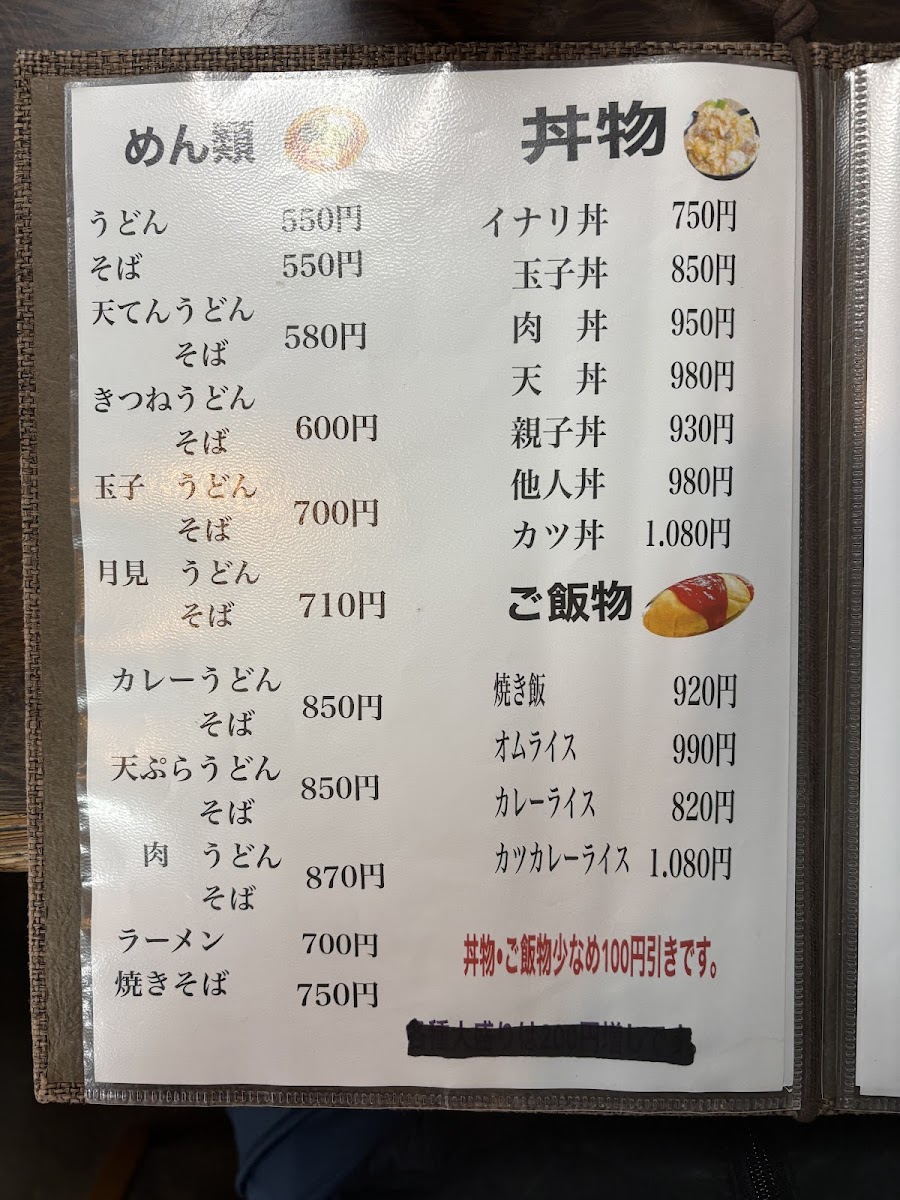 めん類
うどん 550円
そば 550円
天てんうどん
そば 580円
きつねうどん
そば 600円
玉子 うどん
そば 700円
月見 うどん
そば 710円
カレーうどん
そば 850円
天ぷらうどん
そば 850円
肉 うどん
そば 870円
ラーメン 700円
焼きそば 750円
丼物
イナリ丼 750円
玉子丼 850円
肉 丼 950円
天 丼 980円
親子丼 930円
他人丼 980円
カツ丼 1.080円
ご飯物
焼き飯 920円
オムライス 990円
カレーライス 820円
カツカレーライス 1.080円
丼物・ご飯物少なめ100円引きです。